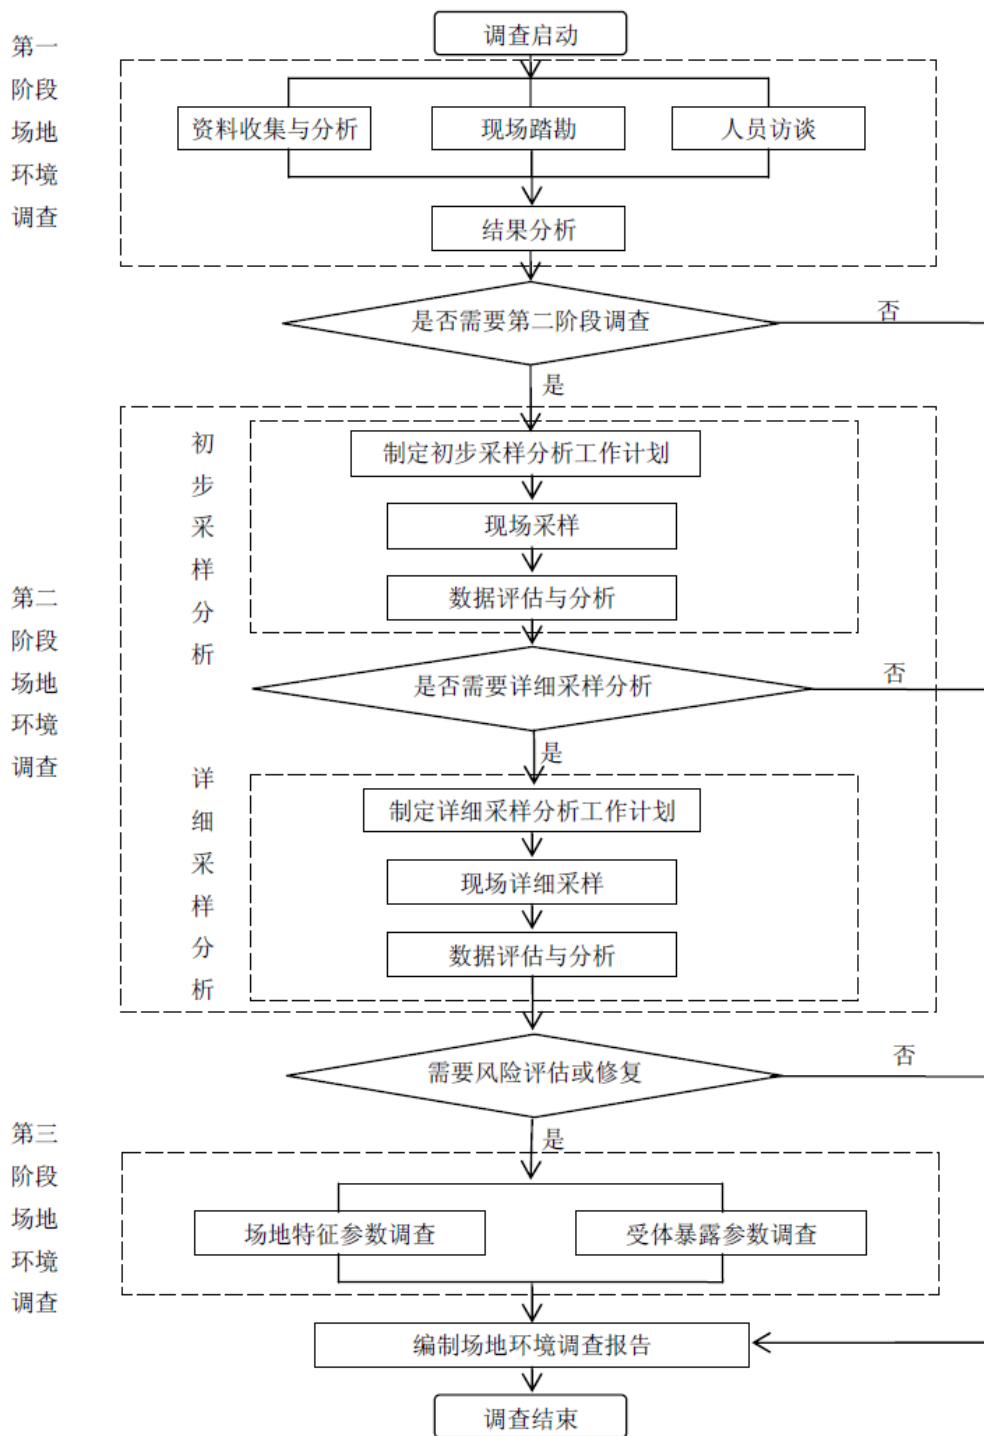 调查启动
第一
阶段
场地
环境
调查
资料收集与分析
现场踏勘
人员访谈
结果分析
是否需要第二阶段调查
否
是
第二
阶段
场地
环境
调查
初
步
采
样
分
析
制定初步采样分析工作计划
现场采样
数据评估与分析
是否需要详细采样分析
否
是
详
细
采
样
分
析
制定详细采样分析工作计划
现场详细采样
数据评估与分析
需要风险评估或修复
否
是
第三
阶段
场地
环境
调查
场地特征参数调查
受体暴露参数调查
编制场地环境调查报告
调查结束